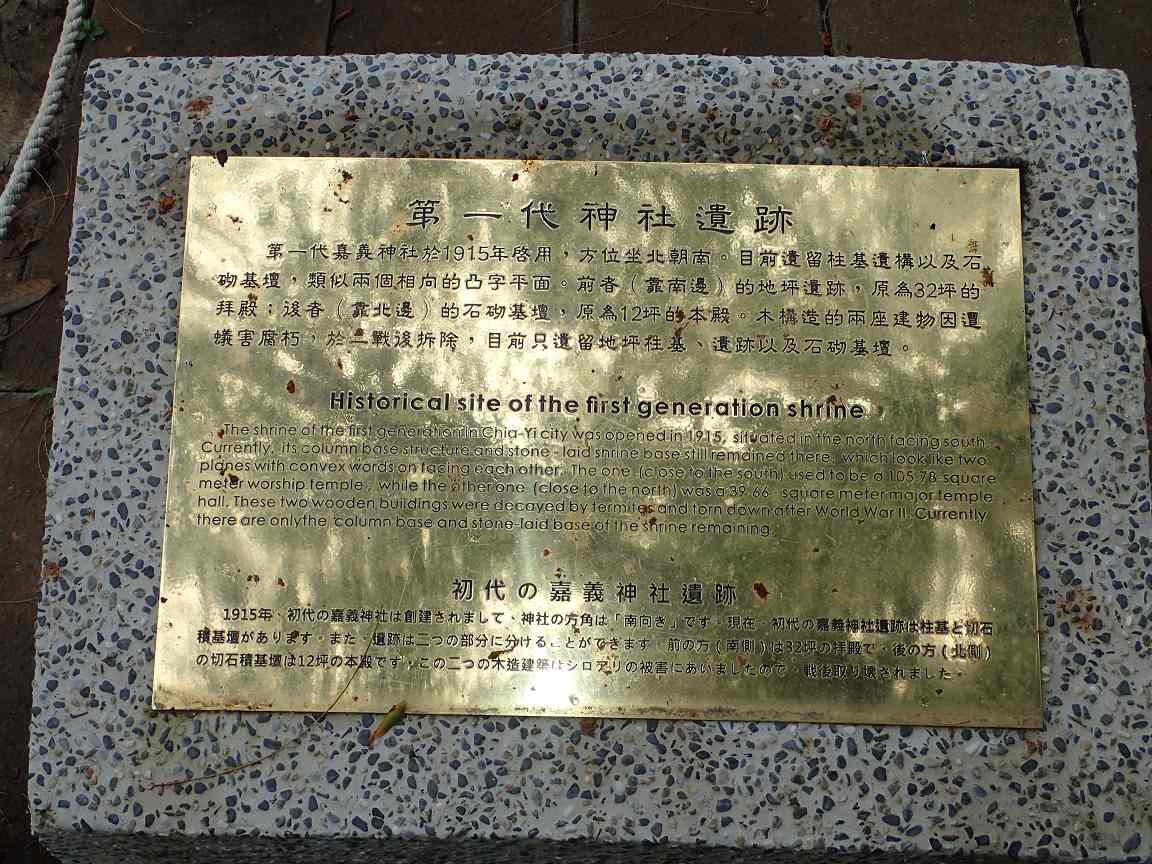 第一代神社遺跡
第一代嘉義神社於1915年啓用，方位坐北朝南。目前遺留柱基遺構以及石
砌基壇，類似兩個相向的凸字平面。前者（靠南邊）的地坪遺跡，原為32坪的
拜殿；後者（靠北邊）的石砌基壇，原為12坪的本殿。木構造的兩座建物因遭
蟻害腐朽，於二戰後拆除，目前只遺留地坪柱基、遺跡以及石砌基壇。
Historical site of the first generation shrine
The shrine of the first generation in Chia-Yi city was opened in 1915, situated in the north facing south.
Currently, its column base structure and stone - laid shrine base still remained there, which look like two
planes with convex words on facing each other. The one (close to the south) used to be a 105.78 square
meter worship temple , while the other one (close to the north) was a 39.66 square meter major temple
hall. These two wooden buildings were decayed by termites and torn down after World War II. Currently
there are onlythe column base and stone-laid base of the shrine remaining.
初代の嘉義神社遺跡
1915年、初代の嘉義神社は創建されまして、神社の方角は「南向き」です。現在、初代の嘉義神社遺跡は柱基と切石
積基壇があります。また、遺跡は二つの部分に分けることができます。前の方(南側)は32坪の拝殿で、後の方(北側)
の切石積基壇は12坪の本殿です。この二つの木造建築はシロアリの被害にあいましたので、戦後取り壊されました。